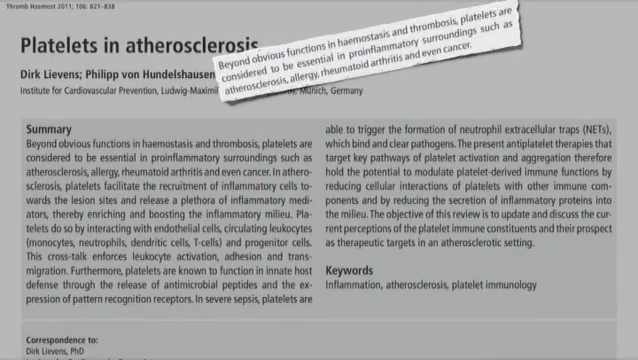 Thromb Haemost 2011; 106: 827–838
Platelets in atherosclerosis
Beyond obvious functions in haemostasis and thrombosis, platelets are
considered to be essential in proinflammatory surroundings such as
atherosclerosis, allergy, rheumatoid arthritis and even cancer.
Dirk Lievens; Philipp von Hundelshausen
Institute for Cardiovascular Prevention, Ludwig-Maximil
Munich, Germany
Summary
Beyond obvious functions in haemostasis and thrombosis, platelets are
considered to be essential in proinflammatory surroundings such as
atherosclerosis, allergy, rheumatoid arthritis and even cancer. In athero-
sclerosis, platelets facilitate the recruitment of inflammatory cells to-
wards the lesion sites and release a plethora of inflammatory medi-
ators, thereby enriching and boosting the inflammatory milieu. Pla-
telets do so by interacting with endothelial cells, circulating leukocytes
(monocytes, neutrophils, dendritic cells, T-cells) and progenitor cells.
This cross-talk enforces leukocyte activation, adhesion and trans-
migration. Furthermore, platelets are known to function in innate host
defense through the release of antimicrobial peptides and the ex-
pression of pattern recognition receptors. In severe sepsis, platelets are
able to trigger the formation of neutrophil extracellular traps (NETs),
which bind and clear pathogens. The present antiplatelet therapies that
target key pathways of platelet activation and aggregation therefore
hold the potential to modulate platelet-derived immune functions by
reducing cellular interactions of platelets with other immune com-
ponents and by reducing the secretion of inflammatory proteins into
the milieu. The objective of this review is to update and discuss the cur-
rent perceptions of the platelet immune constituents and their prospect
as therapeutic targets in an atherosclerotic setting.
Keywords
Inflammation, atherosclerosis, platelet immunology
Correspondence to:
Dirk Lievens, PhD